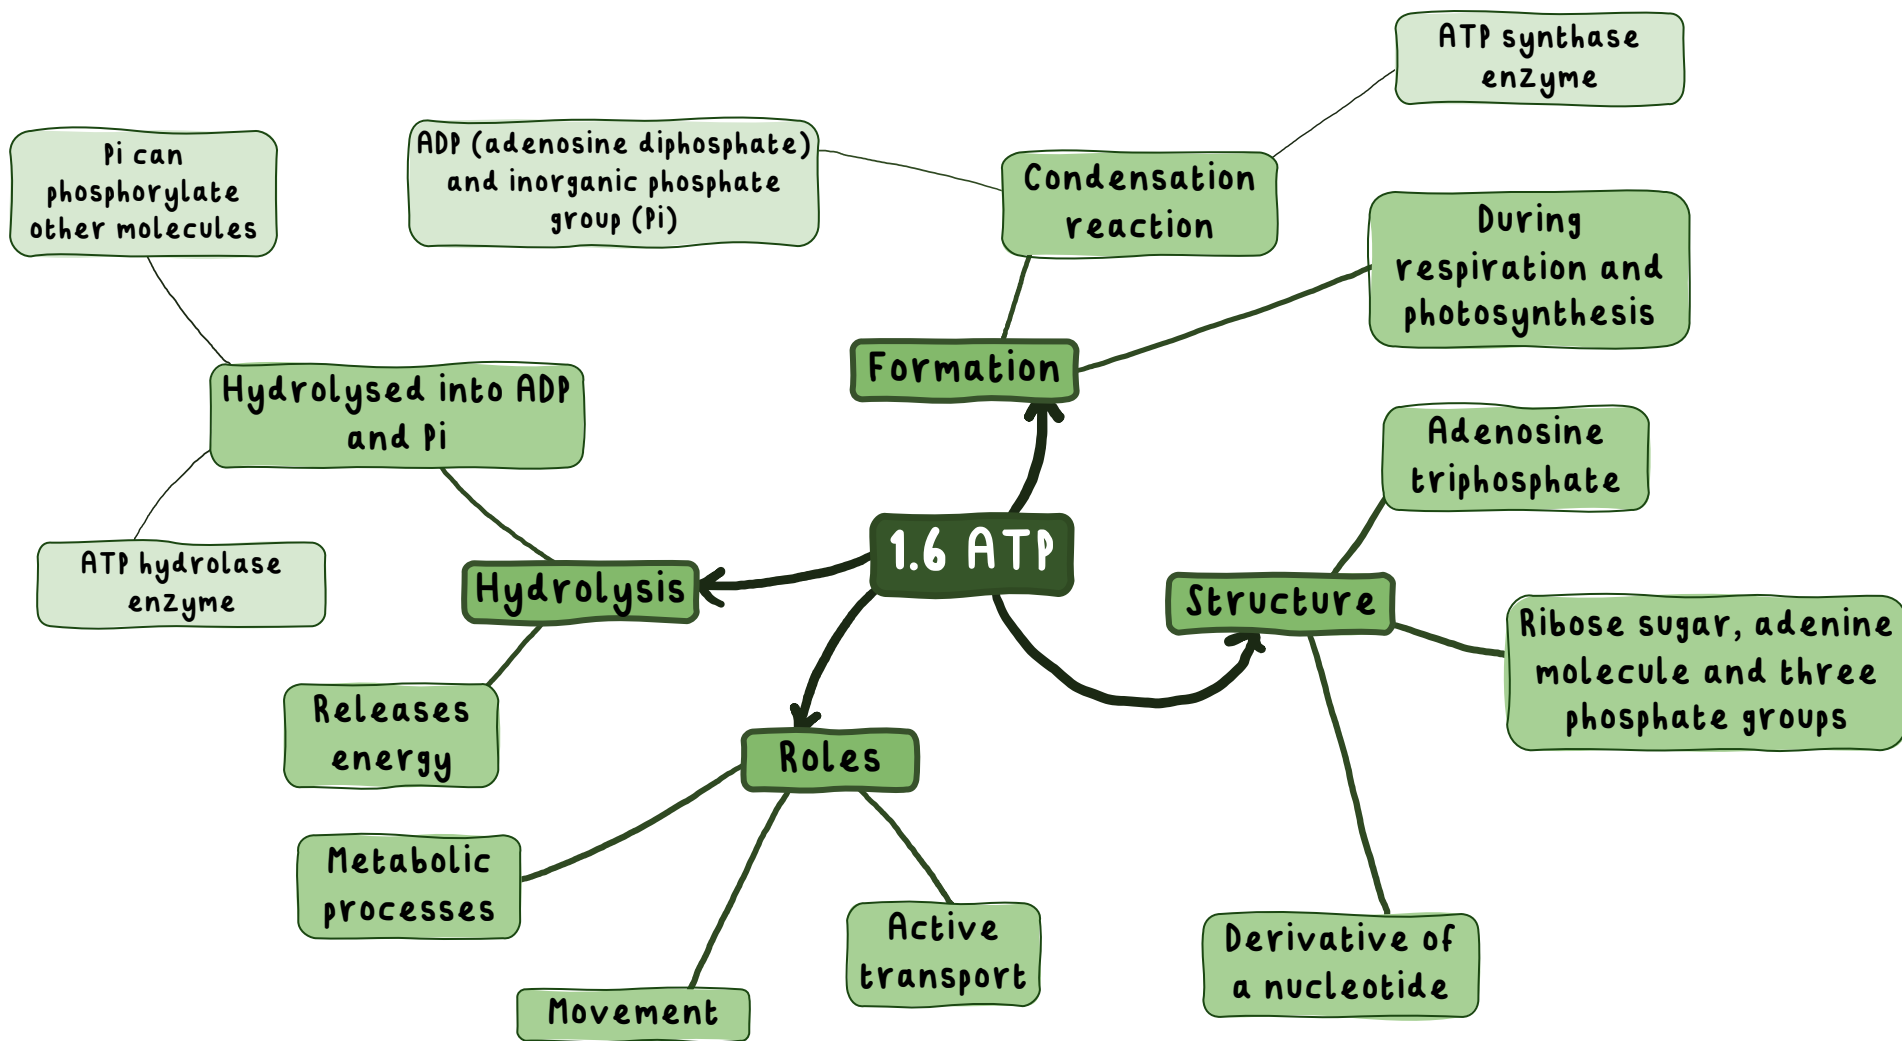 ATP synthase
enzyme
ADP (adenosine diphosphate)
and inorganic phosphate
group (Pi)
Pi can
phosphorylate
other molecules
Condensation
reaction
During
respiration and
photosynthesis
Formation
Hydrolysed into ADP
and Pi
Adenosine
triphosphate
1.6 ATP
ATP hydrolase
enzyme
Hydrolysis
Structure
Ribose sugar, adenine
molecule and three
phosphate groups
Releases
energy
Roles
Metabolic
processes
Active
transport
Derivative of
a nucleotide
Movement